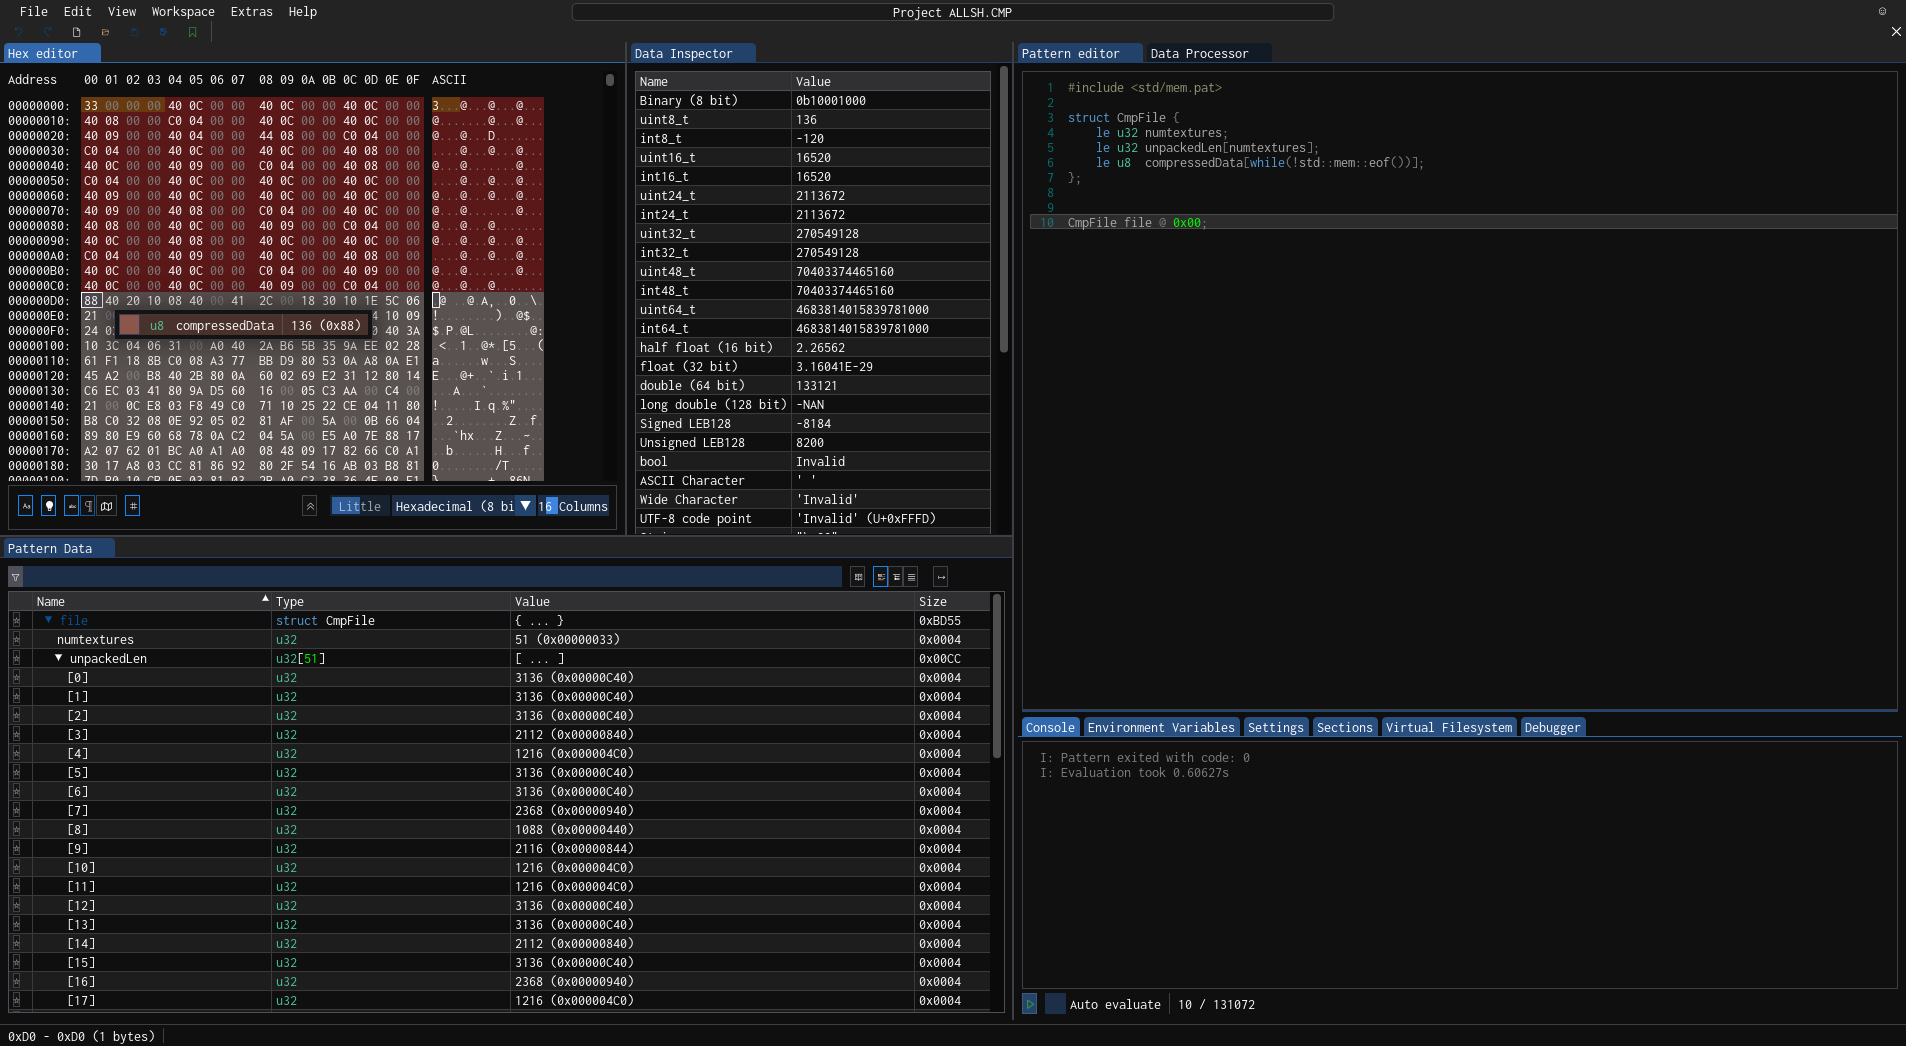 File Edit View Workspace Extras Help
Project ALLSH.CMP
Hex editor
Address 00 01 02 03 04 05 06 07 08 09 0A 0B 0C 0D 0E 0F ASCII
00000000: 33 00 00 00 40 0C 00 00 40 0C 00 00 40 0C 00 00 3...@...@...@...
00000010: 40 08 00 00 C0 04 00 00 40 0C 00 00 40 0C 00 00 @.......@...@...
00000020: 40 09 00 00 40 04 00 00 44 08 00 00 C0 04 00 00 @...@...D.......
00000030: C0 04 00 00 40 0C 00 00 40 0C 00 00 40 08 00 00 ....@...@...@...
00000040: 40 0C 00 00 40 09 00 00 C0 04 00 00 40 0C 00 00 @...@.......@...
00000050: C0 04 00 00 40 0C 00 00 40 0C 00 00 40 0C 00 00 ....@...@...@...
00000060: 40 09 00 00 40 0C 00 00 40 0C 00 00 40 0C 00 00 @...@...@...@...
00000070: 40 09 00 00 40 08 00 00 C0 04 00 00 40 0C 00 00 @...@.......@...
00000080: 40 08 00 00 40 0C 00 00 40 09 00 00 C0 04 00 00 @...@...@.......
00000090: 40 0C 00 00 40 0C 00 00 40 0C 00 00 40 0C 00 00 @...@...@...@...
000000A0: C0 04 00 00 40 09 00 00 40 0C 00 00 40 08 00 00 ....@...@...@...
000000B0: 40 0C 00 00 40 0C 00 00 C0 04 00 00 40 09 00 00 @...@.......@...
000000C0: 40 0C 00 00 40 0C 00 00 40 09 00 00 C0 04 00 00 @...@...@.......
000000D0: 88 40 20 10 08 40 00 41 2C 00 18 30 10 1E 5C 06
000000E0: 21 4 10 09
u8 compressedData 136 (0x88)
000000F0: 24 40 3A
00000100: 10 3C 04 06 31 00 A0 40 2A B6 5B 35 9A EE 02 28
00000110: 61 F1 18 8B C0 08 A3 77 BB D9 80 53 0A A8 0A E1
00000120: 45 A2 00 B8 40 2B 80 0A 60 02 69 E2 31 12 80 14
00000130: C6 EC 03 41 80 9A D5 60 16 00 05 C3 AA 00 C4 00
00000140: 21 00 0C E8 03 F8 49 C0 71 10 25 22 CE 04 11 80
00000150: B8 C0 32 08 0E 92 05 02 81 AF 00 5A 00 0B 66 04
00000160: 89 80 E9 60 68 78 0A C2 04 5A 00 E5 A0 7E 88 17
00000170: A2 07 62 01 BC A0 A1 A0 08 48 09 17 82 66 C0 A1
00000180: 30 17 A8 03 CC 81 86 92 80 2F 54 16 AB 03 B8 81
Little Hexadecimal (8 bi 16 Columns
Data Inspector
Name Value
Binary (8 bit) 0b10001000
uint8_t 136
int8_t -120
uint16_t 16520
int16_t 16520
uint24_t 2113672
int24_t 2113672
uint32_t 270549128
int32_t 270549128
uint48_t 70403374465160
int48_t 70403374465160
uint64_t 4683814015839781000
int64_t 4683814015839781000
half float (16 bit) 2.26562
float (32 bit) 3.16041E-29
double (64 bit) 133121
long double (128 bit) -NAN
Signed LEB128 -8184
Unsigned LEB128 8200
bool Invalid
ASCII Character ' '
Wide Character 'Invalid'
UTF-8 code point 'Invalid' (U+0xFFFD)
Pattern editor Data Processor
1 #include <std/mem.pat>
2
3 struct CmpFile {
4 le u32 numtextures;
5 le u32 unpackedLen[numtextures];
6 le u8 compressedData[while(!std::mem::eof())];
7 };
8
9
10 CmpFile file @ 0x00;
Pattern Data
Name Type Value Size
file struct CmpFile { ... } 0xBD55
numtextures u32 51 (0x00000033) 0x0004
unpackedLen u32[51] [ ... ] 0x00CC
[0] u32 3136 (0x00000C40) 0x0004
[1] u32 3136 (0x00000C40) 0x0004
[2] u32 3136 (0x00000C40) 0x0004
[3] u32 2112 (0x00000840) 0x0004
[4] u32 1216 (0x000004C0) 0x0004
[5] u32 3136 (0x00000C40) 0x0004
[6] u32 3136 (0x00000C40) 0x0004
[7] u32 2368 (0x00000940) 0x0004
[8] u32 1088 (0x00000440) 0x0004
[9] u32 2116 (0x00000844) 0x0004
[10] u32 1216 (0x000004C0) 0x0004
[11] u32 1216 (0x000004C0) 0x0004
[12] u32 3136 (0x00000C40) 0x0004
[13] u32 3136 (0x00000C40) 0x0004
[14] u32 2112 (0x00000840) 0x0004
[15] u32 3136 (0x00000C40) 0x0004
[16] u32 2368 (0x00000940) 0x0004
[17] u32 1216 (0x000004C0) 0x0004
Console Environment Variables Settings Sections Virtual Filesystem Debugger
I: Pattern exited with code: 0
I: Evaluation took 0.60627s
Auto evaluate 10 / 131072
0xD0 - 0xD0 (1 bytes)